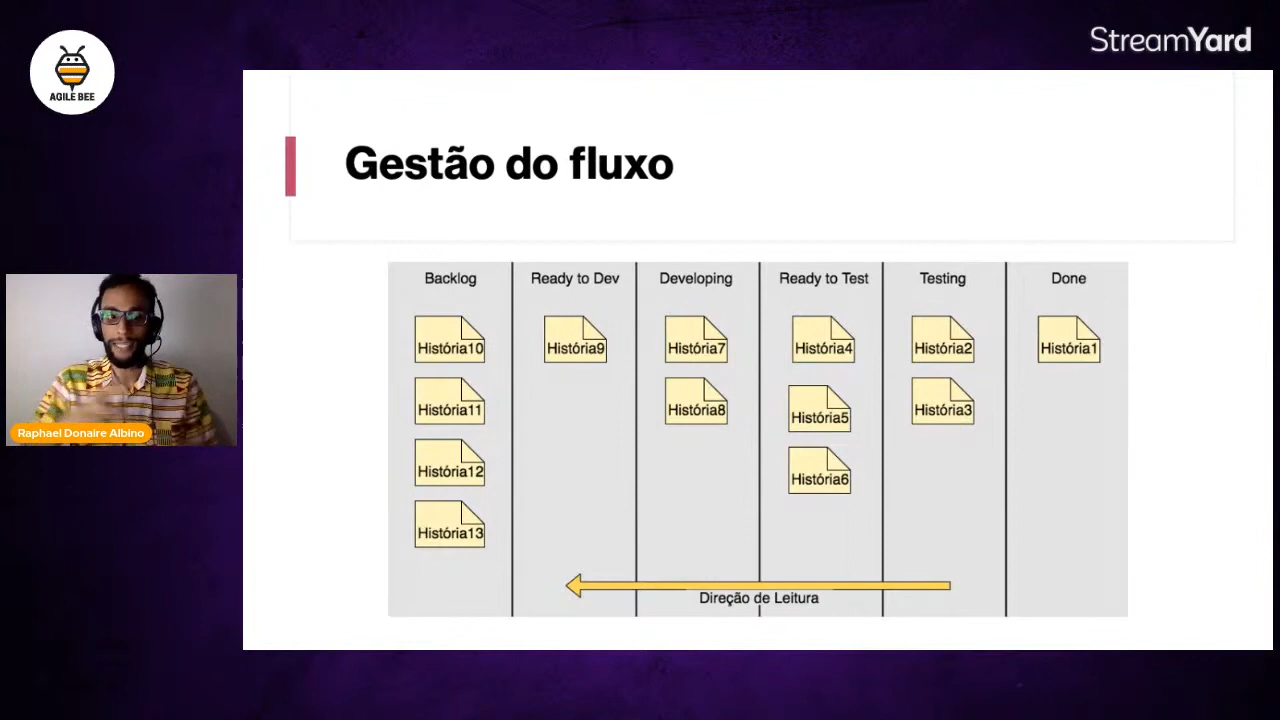 AGILE BEE
StreamYard
Gestão do fluxo
Backlog
Ready to Dev
Developing
Ready to Test
Testing
Done
História10
História9
História7
História4
História2
História1
História11
História8
História5
História3
História12
História6
História13
Direção de Leitura
Raphael Donaire Albino